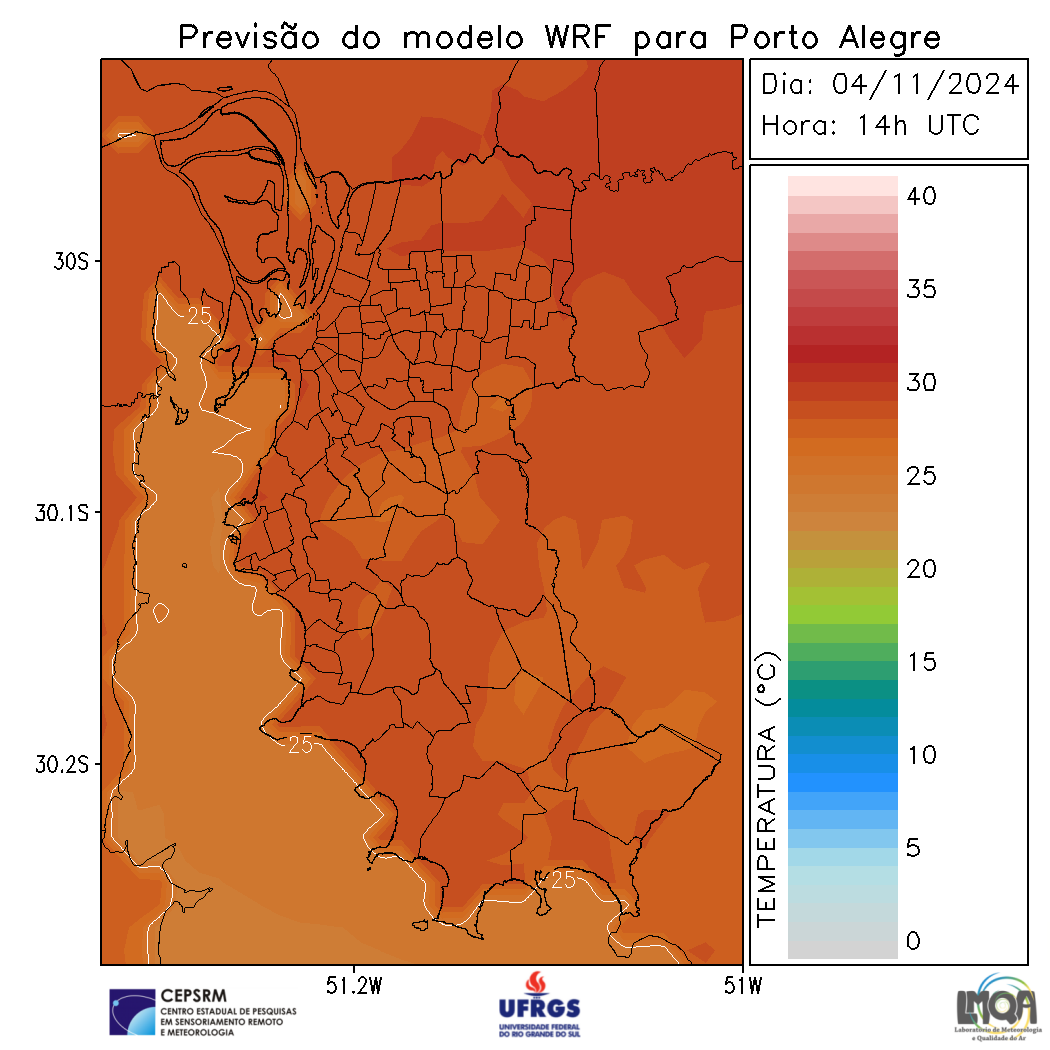 Previsão do modelo WRF para Porto Alegre
Dia: 04/11/2024
Hora: 14h UTC
40
35
30
25
20
15
10
5
0
TEMPERATURA (°C)
30S
30.1S
30.2S
51.2W
51W
25
25
25
CEPSRM
CENTRO ESTADUAL DE PESQUISAS
EM SENSORIAMENTO REMOTO
E METEOROLOGIA
UFRGS
UNIVERSIDADE FEDERAL
DO RIO GRANDE DO SUL
LMQA
Laboratório de Meteorologia
e Qualidade do Ar